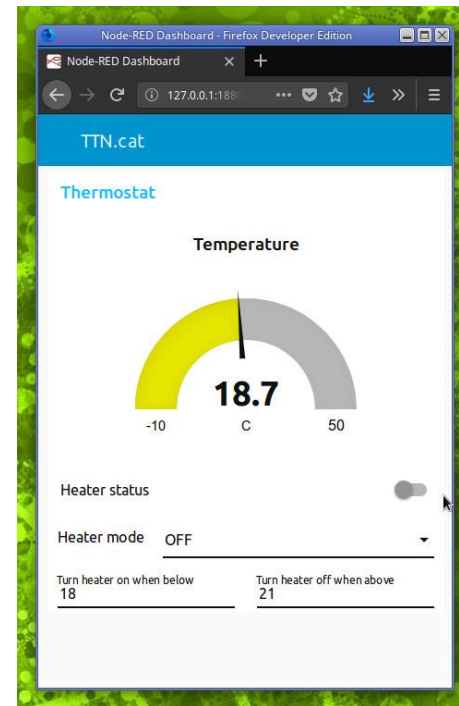 Node-RED Dashboard - Firefox Developer Edition
Node-RED Dashboard
127.0.0.1:1880
TTN.cat
Thermostat
Temperature
18.7
-10 C 50
Heater status
Heater mode OFF
Turn heater on when below Turn heater off when above
18 21